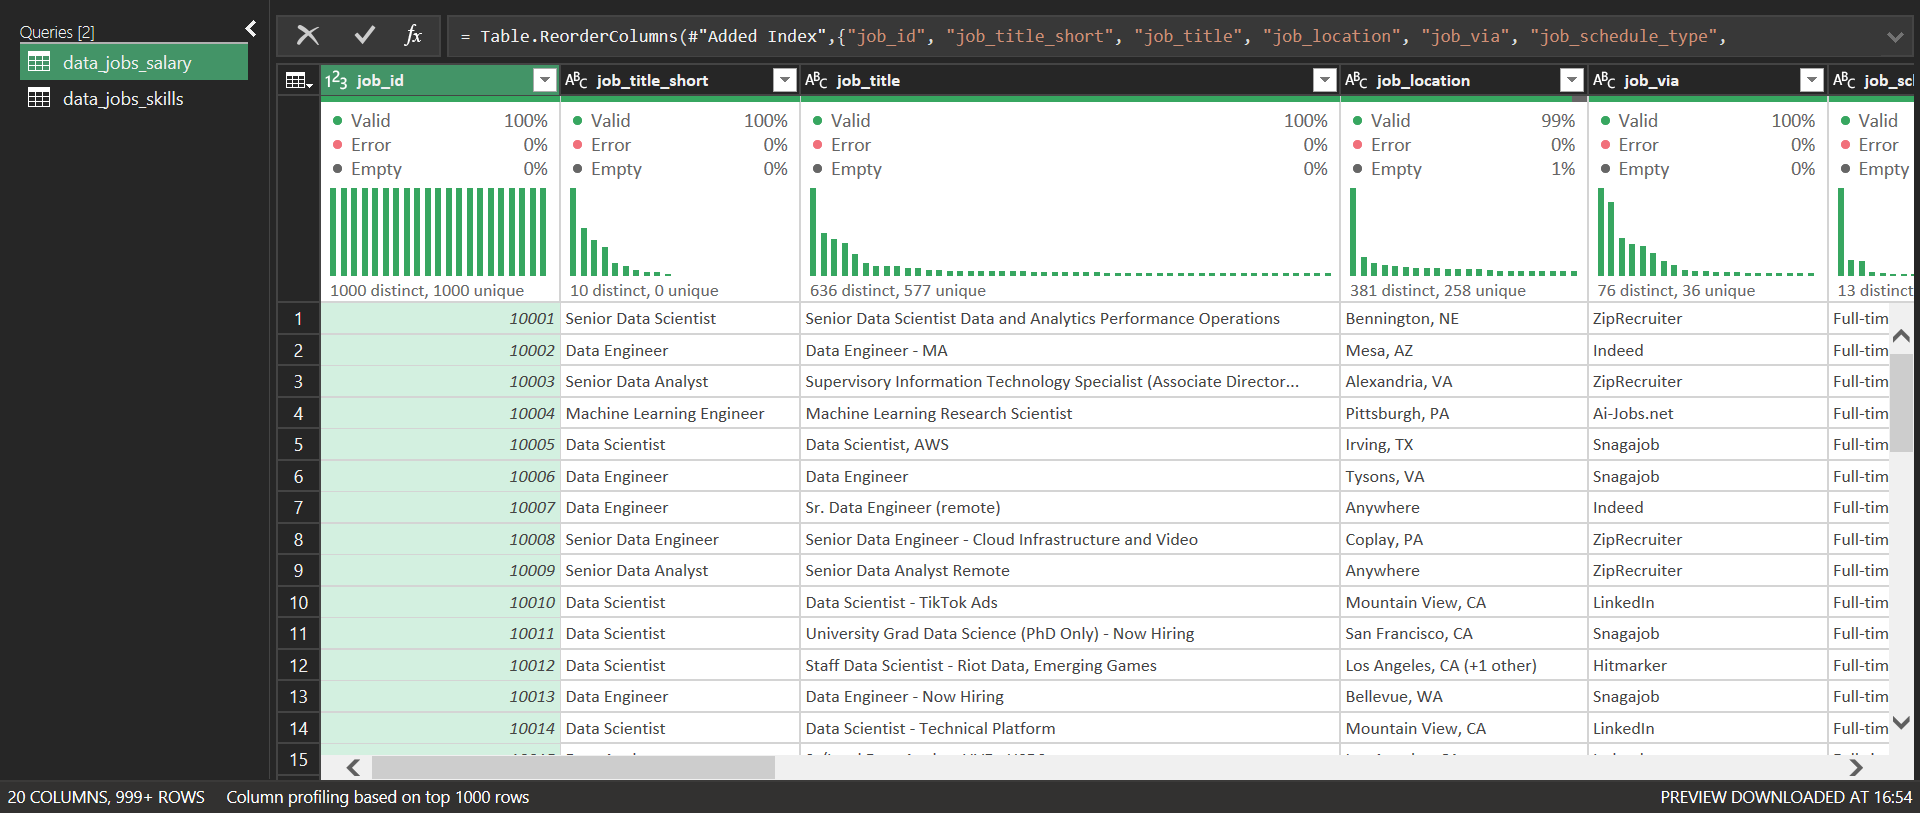 Queries [2]
data_jobs_salary
data_jobs_skills
fx = Table.ReorderColumns(#"Added Index",{"job_id", "job_title_short", "job_title", "job_location", "job_via", "job_schedule_type",
123 job_id ABC job_title_short ABC job_title ABC job_location ABC job_via ABC job_scl
Valid 100% Valid 100% Valid 100% Valid 99% Valid 100% Valid
Error 0% Error 0% Error 0% Error 0% Error 0% Error
Empty 0% Empty 0% Empty 0% Empty 1% Empty 0% Empty
1000 distinct, 1000 unique 10 distinct, 0 unique 636 distinct, 577 unique 381 distinct, 258 unique 76 distinct, 36 unique 13 distinct
1 10001 Senior Data Scientist Senior Data Scientist Data and Analytics Performance Operations Bennington, NE ZipRecruiter Full-tim
2 10002 Data Engineer Data Engineer - MA Mesa, AZ Indeed Full-tim
3 10003 Senior Data Analyst Supervisory Information Technology Specialist (Associate Director... Alexandria, VA ZipRecruiter Full-tim
4 10004 Machine Learning Engineer Machine Learning Research Scientist Pittsburgh, PA Ai-Jobs.net Full-tim
5 10005 Data Scientist Data Scientist, AWS Irving, TX Snagajob Full-tim
6 10006 Data Engineer Data Engineer Tysons, VA Snagajob Full-tim
7 10007 Data Engineer Sr. Data Engineer (remote) Anywhere Indeed Full-tim
8 10008 Senior Data Engineer Senior Data Engineer - Cloud Infrastructure and Video Coplay, PA ZipRecruiter Full-tim
9 10009 Senior Data Analyst Senior Data Analyst Remote Anywhere ZipRecruiter Full-tim
10 10010 Data Scientist Data Scientist - TikTok Ads Mountain View, CA LinkedIn Full-tim
11 10011 Data Scientist University Grad Data Science (PhD Only) - Now Hiring San Francisco, CA Snagajob Full-tim
12 10012 Data Scientist Staff Data Scientist - Riot Data, Emerging Games Los Angeles, CA (+1 other) Hitmarker Full-tim
13 10013 Data Engineer Data Engineer - Now Hiring Bellevue, WA Snagajob Full-tim
14 10014 Data Scientist Data Scientist - Technical Platform Mountain View, CA LinkedIn Full-tim
15
20 COLUMNS, 999+ ROWS Column profiling based on top 1000 rows PREVIEW DOWNLOADED AT 16:54